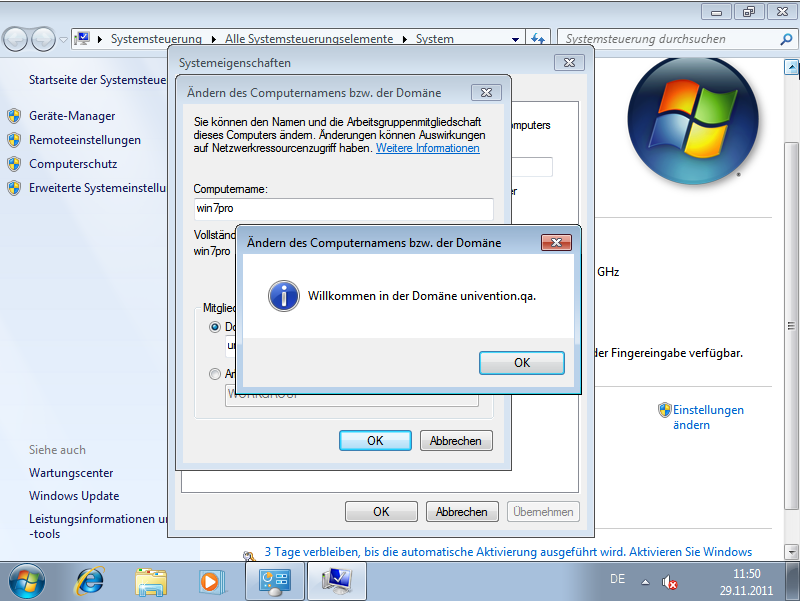 Systemsteuerung ▸ Alle Systemsteuerungselemente ▸ System
Systemsteuerung durchsuchen
Startseite der Systemsteue
Geräte-Manager
Remoteeinstellungen
Computerschutz
Erweiterte Systemeinstellu
Siehe auch
Wartungscenter
Windows Update
Leistungsinformationen u
-tools
Systemeigenschaften
omputers
er
Ändern des Computernamens bzw. der Domäne
Sie können den Namen und die Arbeitsgruppenmitgliedschaft
dieses Computers ändern. Änderungen können Auswirkungen
auf Netzwerkressourcenzugriff haben. Weitere Informationen
Computername:
win7pro
Vollständ
win7pro
Mitglied
Do
un
Ar
WORKGROUP
OK Abbrechen
Ändern des Computernamens bzw. der Domäne
Willkommen in der Domäne univention.qa.
OK
OK Abbrechen Übernehmen
GHz
der Fingereingabe verfügbar.
Einstellungen
ändern
3 Tage verbleiben, bis die automatische Aktivierung ausgeführt wird. Aktivieren Sie Windows
DE
11:50
29.11.2011